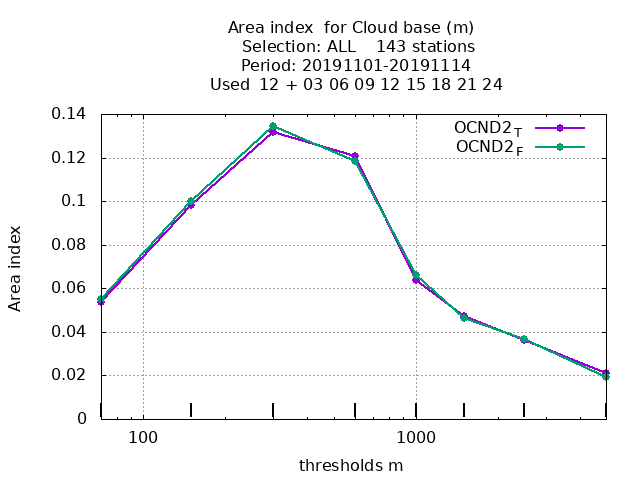 Area index  for Cloud base (m)
Selection: ALL    143 stations
Period: 20191101-20191114
Used  12 + 03 06 09 12 15 18 21 24
0.14
0.12
0.1
0.08
0.06
0.04
0.02
0
Area index
OCND2T
OCND2F
100 1000
thresholds m